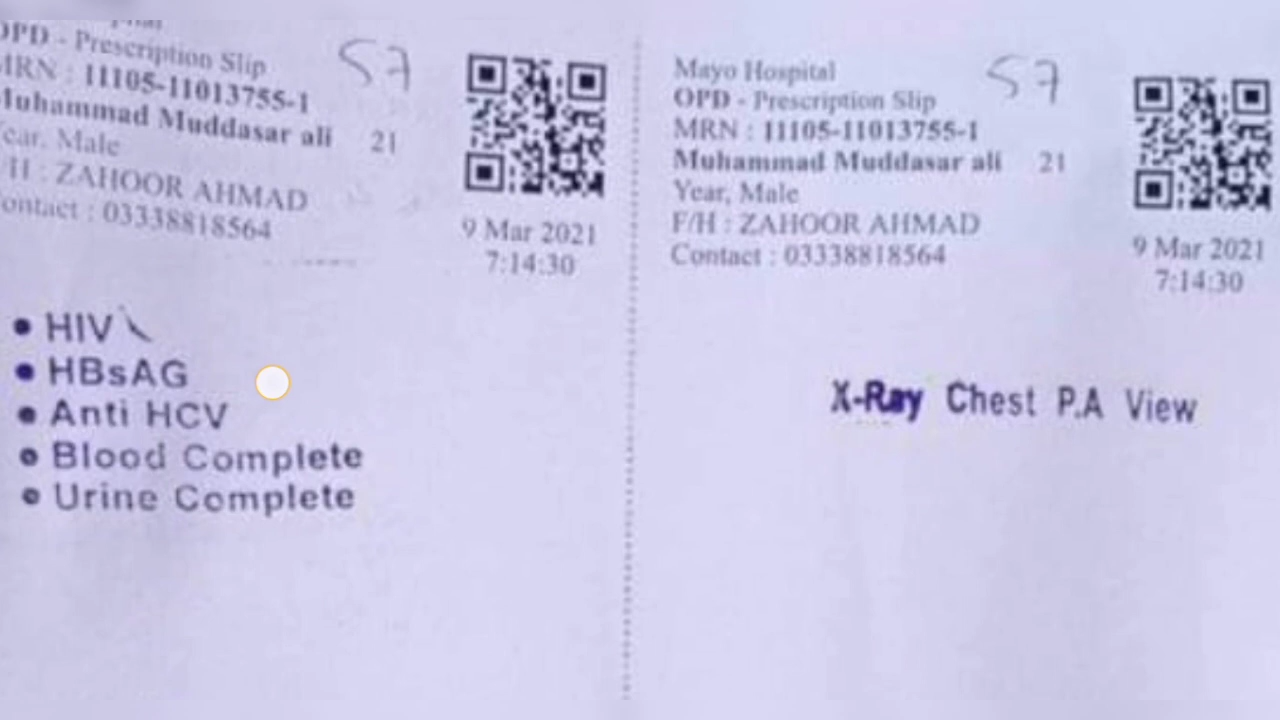 OPD - Prescription Slip
MRN : 11105-11013755-1
Muhammad Muddasar ali 21
Year, Male
F/H : ZAHOOR AHMAD
Contact : 03338818564
57
9 Mar 2021
7:14:30
• HIV
• HBsAG
• Anti HCV
• Blood Complete
• Urine Complete
Mayo Hospital
OPD - Prescription Slip
MRN : 11105-11013755-1
Muhammad Muddasar ali 21
Year, Male
F/H : ZAHOOR AHMAD
Contact : 03338818564
57
9 Mar 2021
7:14:30
X-Ray Chest P.A View